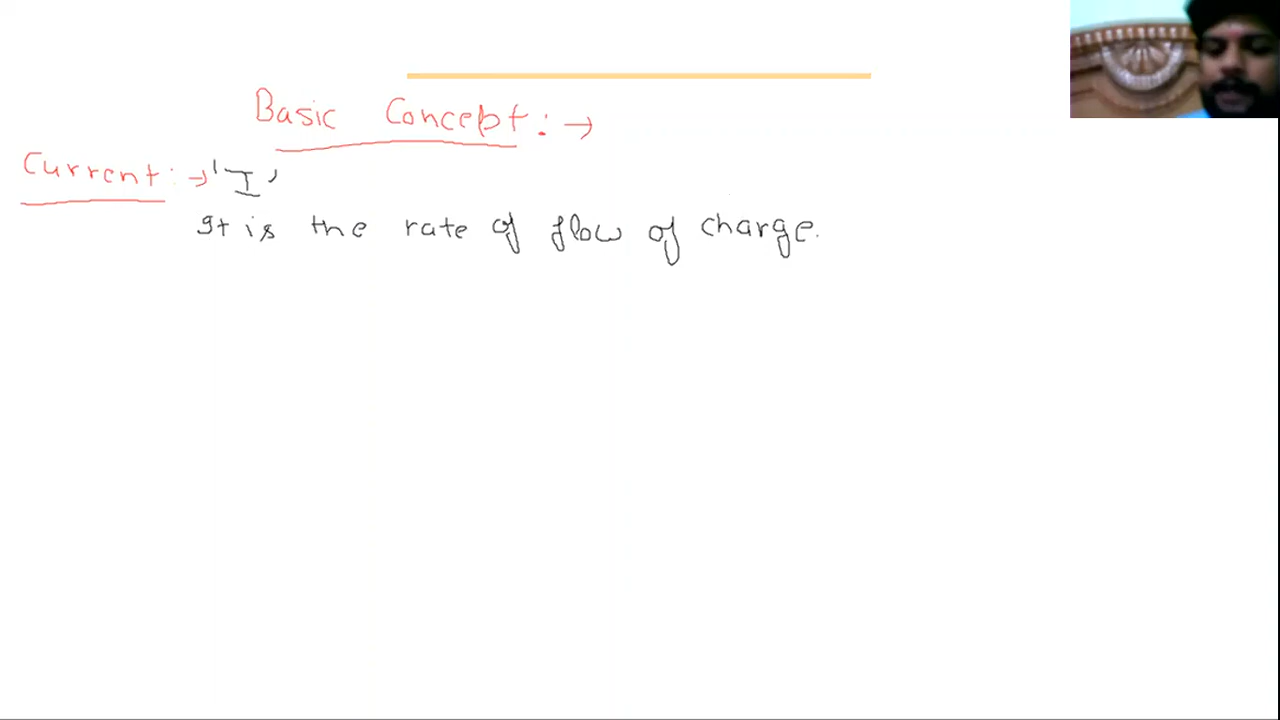 Basic Concept :→
Current :→ 'I'
It is the rate of flow of charge.